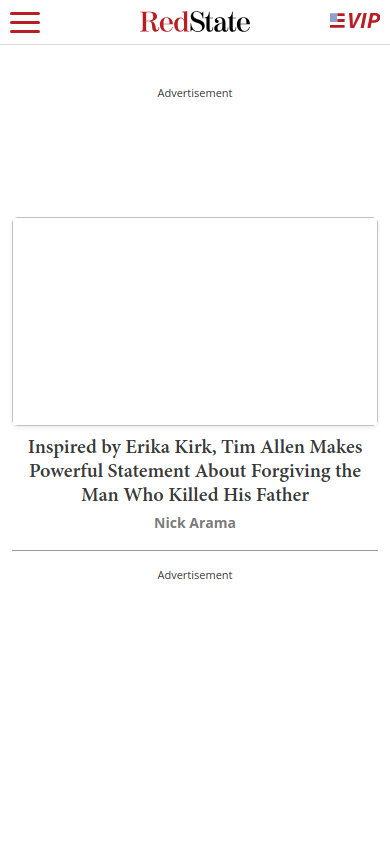 RedState
VIP
Advertisement
Inspired by Erika Kirk, Tim Allen Makes
Powerful Statement About Forgiving the
Man Who Killed His Father
Nick Arama
Advertisement